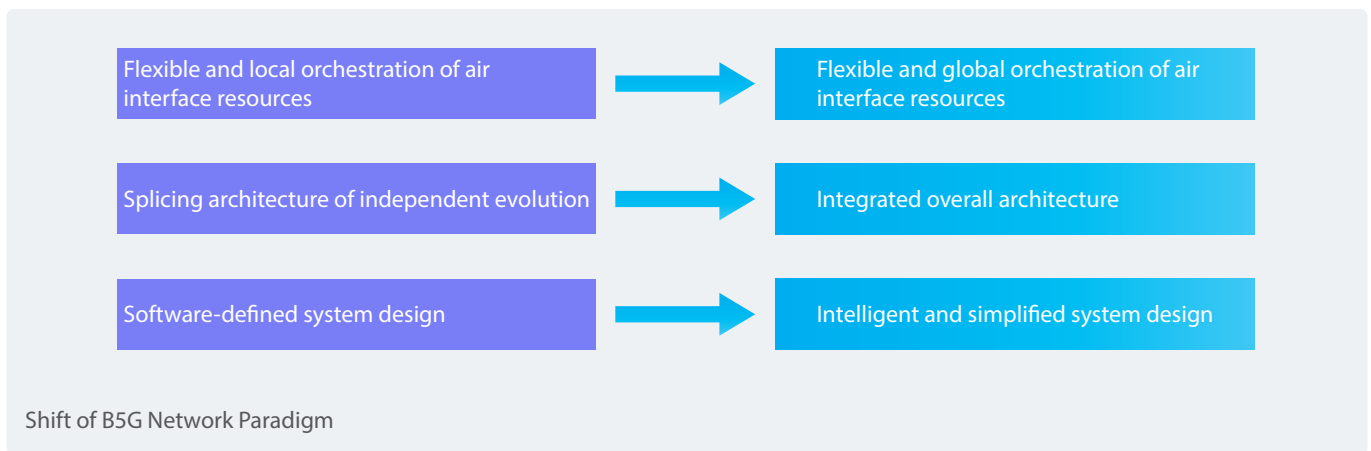 Flexible and local orchestration of air
interface resources
Flexible and global orchestration of air
interface resources
Splicing architecture of independent evolution
Integrated overall architecture
Software-defined system design
Intelligent and simplified system design
Shift of B5G Network Paradigm